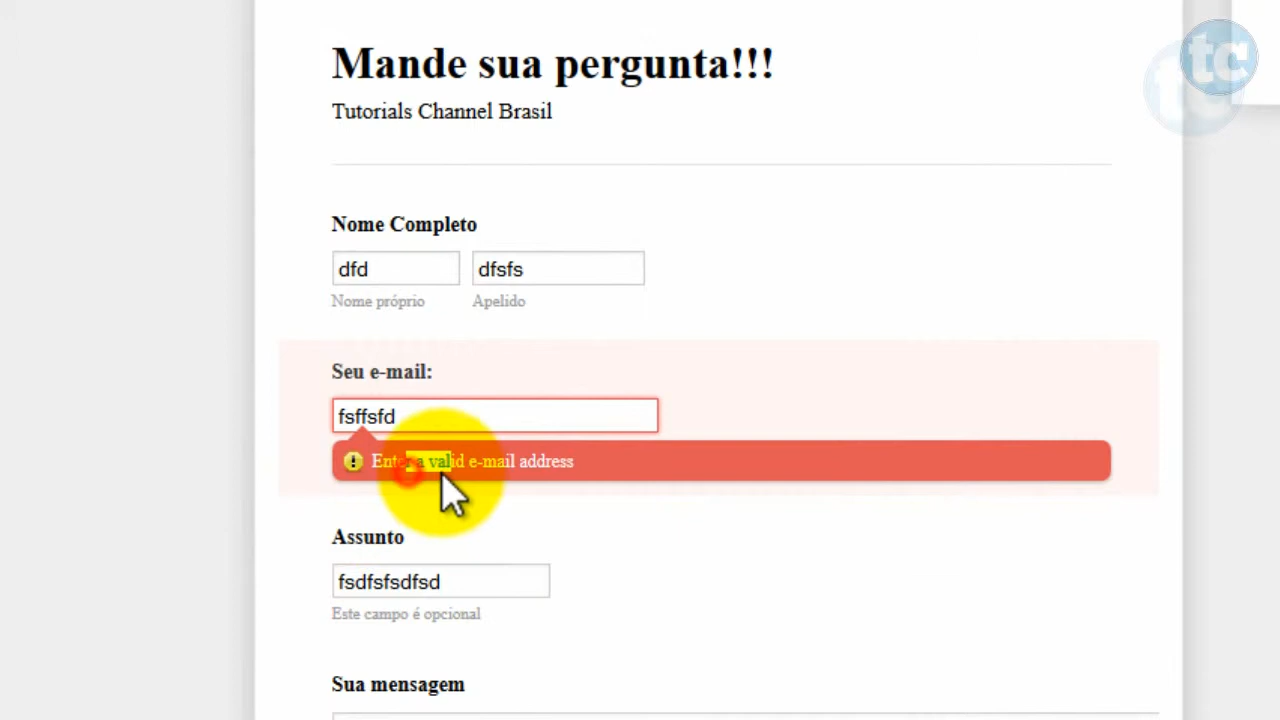 tc
Mande sua pergunta!!!
Tutorials Channel Brasil
Nome Completo
dfd dfsfs
Nome próprio Apelido
Seu e-mail:
fsffsfd
Enter a valid e-mail address
Assunto
fsdfsfsdfsd
Este campo é opcional
Sua mensagem